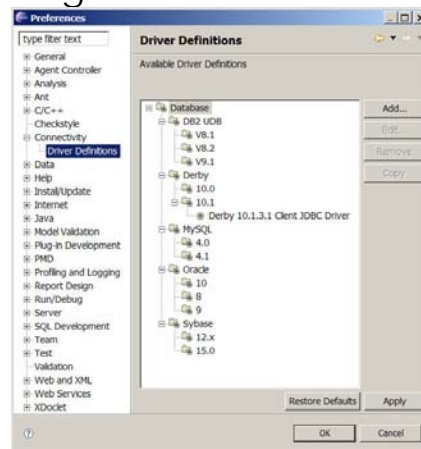 Preferences
type filter text
Driver Definitions
Available Driver Definitions
General
Agent Controller
Analysis
Ant
C/C++
Checkstyle
Connectivity
Driver Definitions
Data
Help
Install/Update
Internet
Java
Model Validation
Plug-in Development
PMD
Profiling and Logging
Report Design
Run/Debug
Server
SQL Development
Team
Test
Validation
Web and XML
Web Services
XDoclet
Database
DB2 UDB
V8.1
V8.2
V9.1
Derby
10.0
10.1
Derby 10.1.3.1 Client JDBC Driver
MySQL
4.0
4.1
Oracle
10
8
9
Sybase
12.x
15.0
Add...
Edit...
Remove
Copy
Restore Defaults
Apply
OK
Cancel